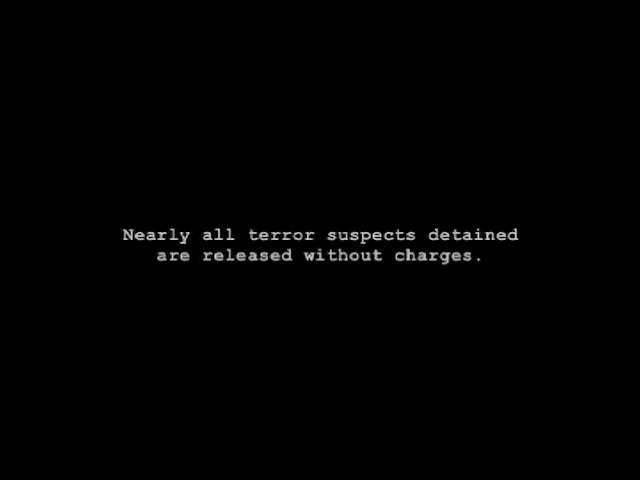 Nearly all terror suspects detained
are released without charges.